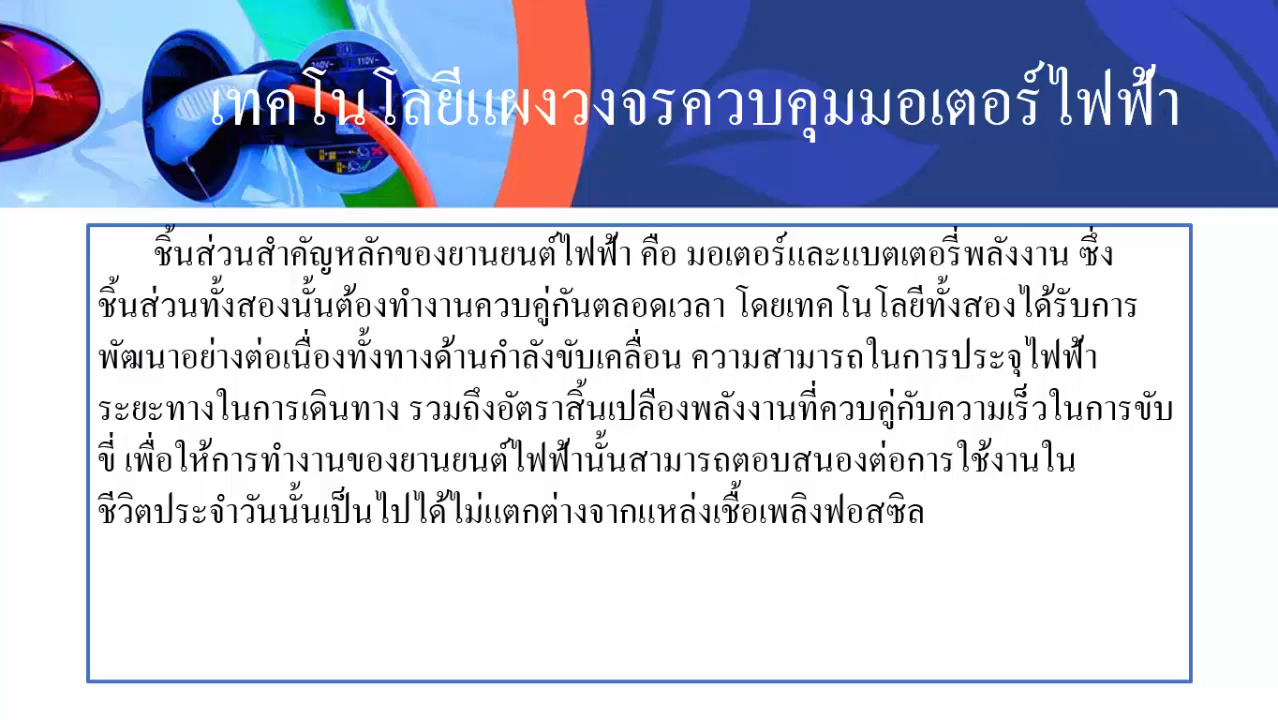 เทคโนโลยีแผงวงจรควบคุมมอเตอร์ไฟฟ้า
240V~ 110V~
ชิ้นส่วนสำคัญหลักของยานยนต์ไฟฟ้า คือ มอเตอร์และแบตเตอรี่พลังงาน ซึ่ง
ชิ้นส่วนทั้งสองนั้นต้องทำงานควบคู่กันตลอดเวลา โดยเทคโนโลยีทั้งสองได้รับการ
พัฒนาอย่างต่อเนื่องทั้งทางด้านกำลังขับเคลื่อน ความสามารถในการประจุไฟฟ้า
ระยะทางในการเดินทาง รวมถึงอัตราสิ้นเปลืองพลังงานที่ควบคู่กับความเร็วในการขับ
ขี่ เพื่อให้การทำงานของยานยนต์ไฟฟ้านั้นสามารถตอบสนองต่อการใช้งานใน
ชีวิตประจำวันนั้นเป็นไปได้ไม่แตกต่างจากแหล่งเชื้อเพลิงฟอสซิล